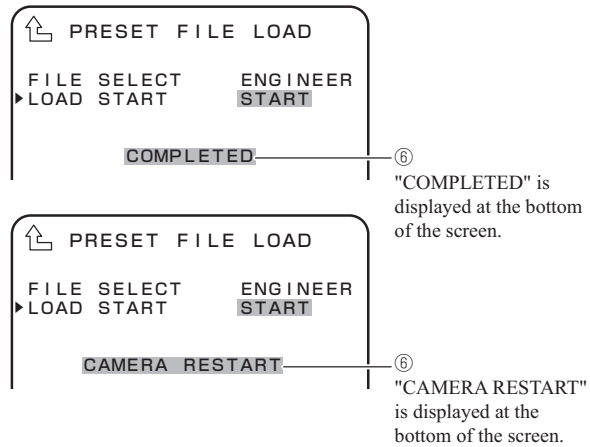 PRESET FILE LOAD
FILE SELECT ENGINEER
LOAD START START
COMPLETED
⑥
"COMPLETED" is
displayed at the bottom
of the screen.
PRESET FILE LOAD
FILE SELECT ENGINEER
LOAD START START
CAMERA RESTART
⑥
"CAMERA RESTART"
is displayed at the
bottom of the screen.